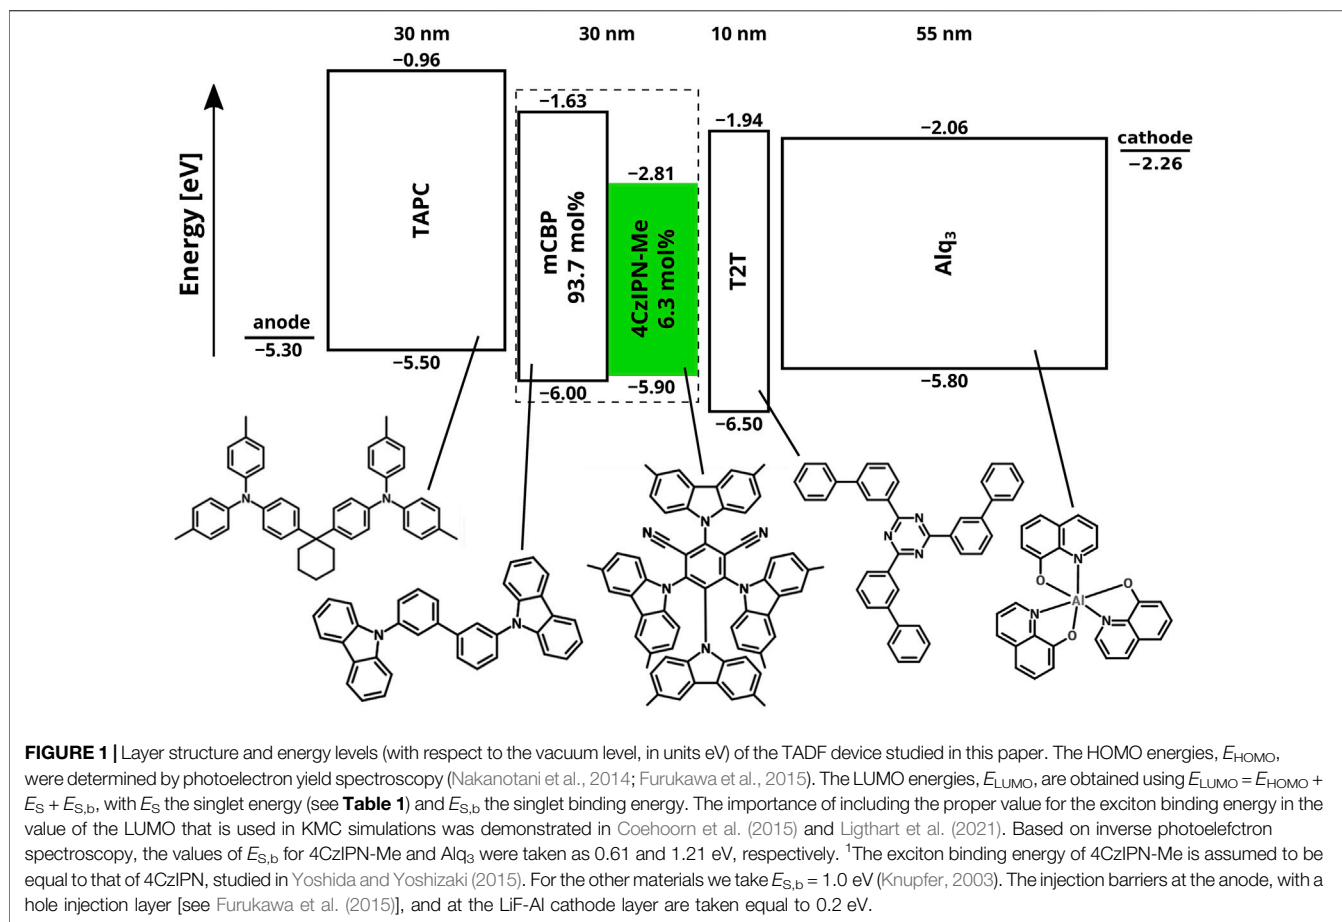 30 nm 30 nm 10 nm 55 nm
−0.96
−1.63
−1.94
−2.06
cathode
−2.26
−2.81
Energy [eV]
TAPC
mCBP
93.7 mol%
4CzIPN-Me
6.3 mol%
T2T
Alq₃
anode
−5.30
−5.50
−6.00
−5.90
−6.50
−5.80
N N
N N
N
N N
N N
N
N N
N
N
O
N
O
Al
N
N
O
FIGURE 1 | Layer structure and energy levels (with respect to the vacuum level, in units eV) of the TADF device studied in this paper. The HOMO energies, E_HOMO,
were determined by photoelectron yield spectroscopy (Nakanotani et al., 2014; Furukawa et al., 2015). The LUMO energies, E_LUMO, are obtained using E_LUMO = E_HOMO +
E_S + E_S,b, with E_S the singlet energy (see Table 1) and E_S,b the singlet binding energy. The importance of including the proper value for the exciton binding energy in the
value of the LUMO that is used in KMC simulations was demonstrated in Coehoorn et al. (2015) and Ligthart et al. (2021). Based on inverse photoelefctron
spectroscopy, the values of E_S,b for 4CzIPN-Me and Alq₃ were taken as 0.61 and 1.21 eV, respectively. ¹The exciton binding energy of 4CzIPN-Me is assumed to be
equal to that of 4CzIPN, studied in Yoshida and Yoshizaki (2015). For the other materials we take E_S,b = 1.0 eV (Knupfer, 2003). The injection barriers at the anode, with a
hole injection layer [see Furukawa et al. (2015)], and at the LiF-Al cathode layer are taken equal to 0.2 eV.